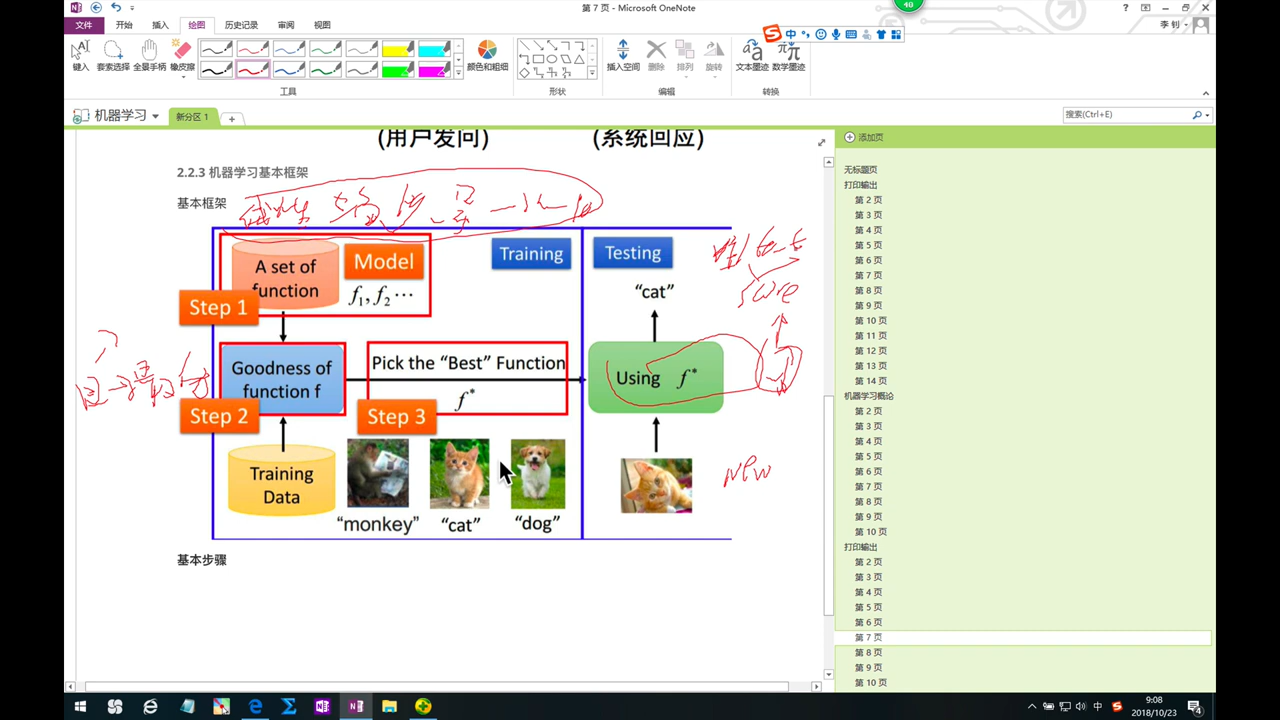 第 7 页 - Microsoft OneNote
40
文件
开始
插入
绘图
历史记录
审阅
视图
李 钊
中
键入
套索选择
全景手柄
橡皮擦
颜色和粗细
插入空间
删除
排列
旋转
文本墨迹
数学墨迹
工具
形状
编辑
转换
机器学习
新分区 1
搜索(Ctrl+E)
(用户发问)
(系统回应)
2.2.3 机器学习基本框架
基本框架
A set of
function
Model
f1, f2 ···
Step 1
Training
Testing
"cat"
score
Goodness of
function f
Step 2
Pick the "Best" Function
f*
Step 3
Using f*
Training
Data
"monkey"
"cat"
"dog"
new
基本步骤
添加页
无标题页
打印输出
第 2 页
第 3 页
第 4 页
第 5 页
第 6 页
第 7 页
第 8 页
第 9 页
第 10 页
第 11 页
第 12 页
第 13 页
第 14 页
机器学习概论
第 2 页
第 3 页
第 4 页
第 5 页
第 6 页
第 7 页
第 8 页
第 9 页
第 10 页
打印输出
第 2 页
第 3 页
第 4 页
第 5 页
第 6 页
第 7 页
第 8 页
第 9 页
第 10 页
中
9:08
2018/10/23
4